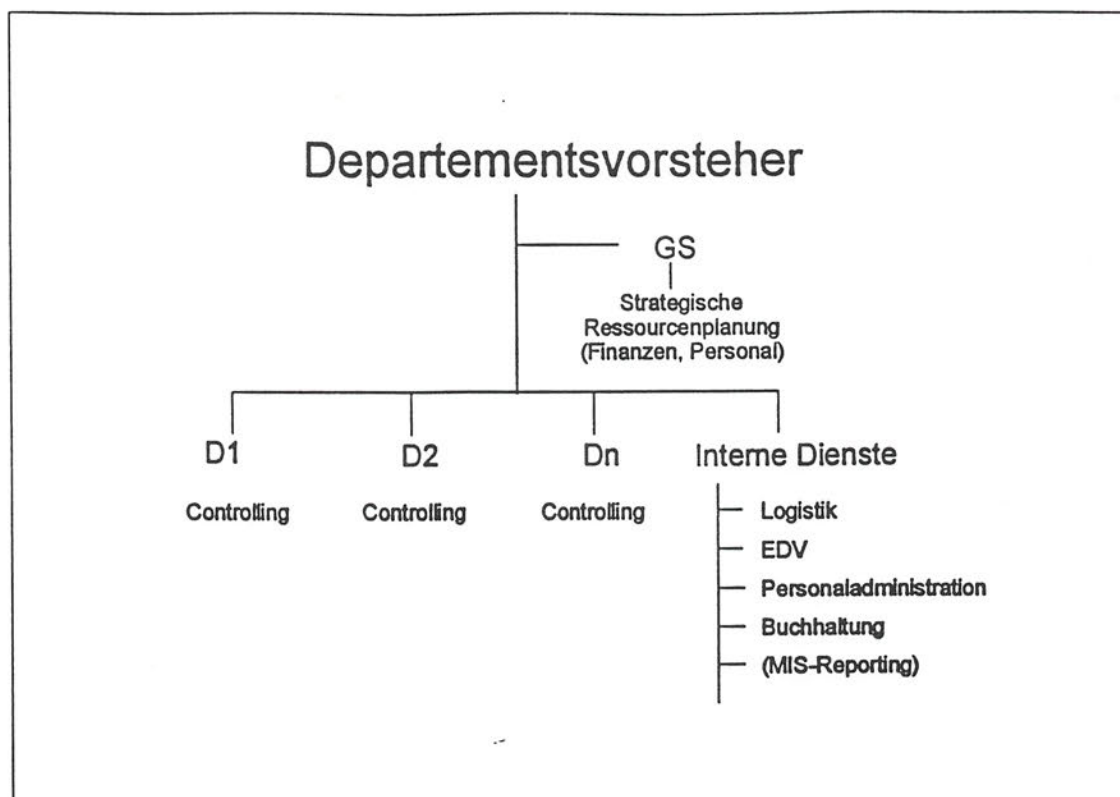 Departementsvorsteher
GS
Strategische
Ressourcenplanung
(Finanzen, Personal)
D1
D2
Dn
Interne Dienste
Controlling
Controlling
Controlling
Logistik
EDV
Personaladministration
Buchhaltung
(MIS-Reporting)